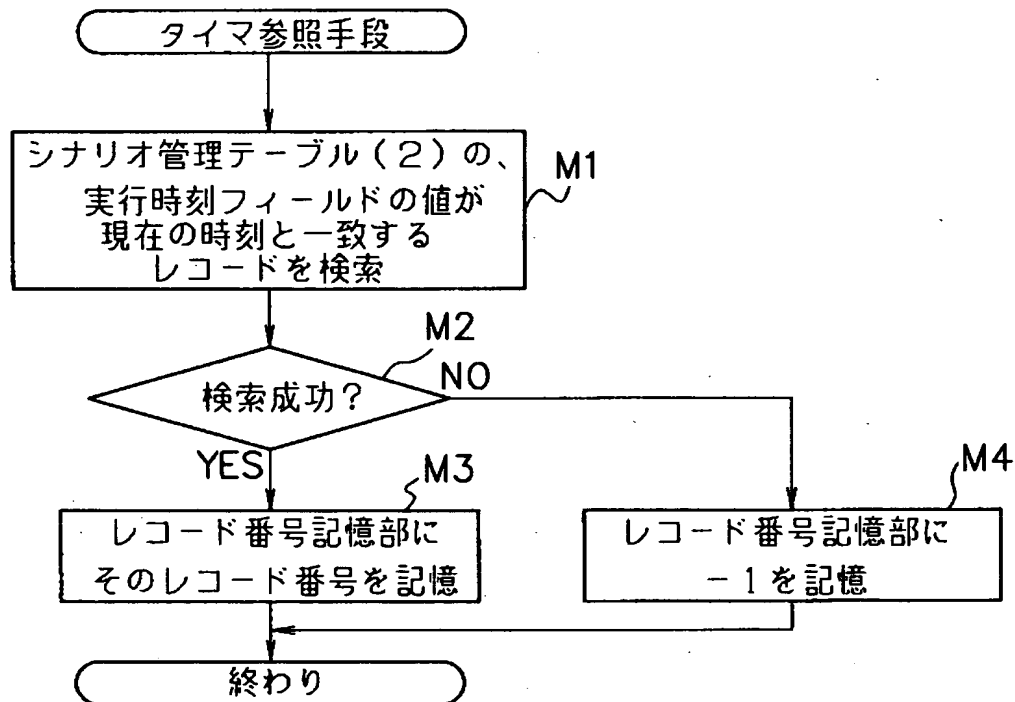 タイマ参照手段
シナリオ管理テーブル(2)の、
実行時刻フィールドの値が
現在の時刻と一致する
レコードを検索
M1
M2
検索成功?
NO
YES
M3
レコード番号記憶部に
そのレコード番号を記憶
M4
レコード番号記憶部に
-1を記憶
終わり